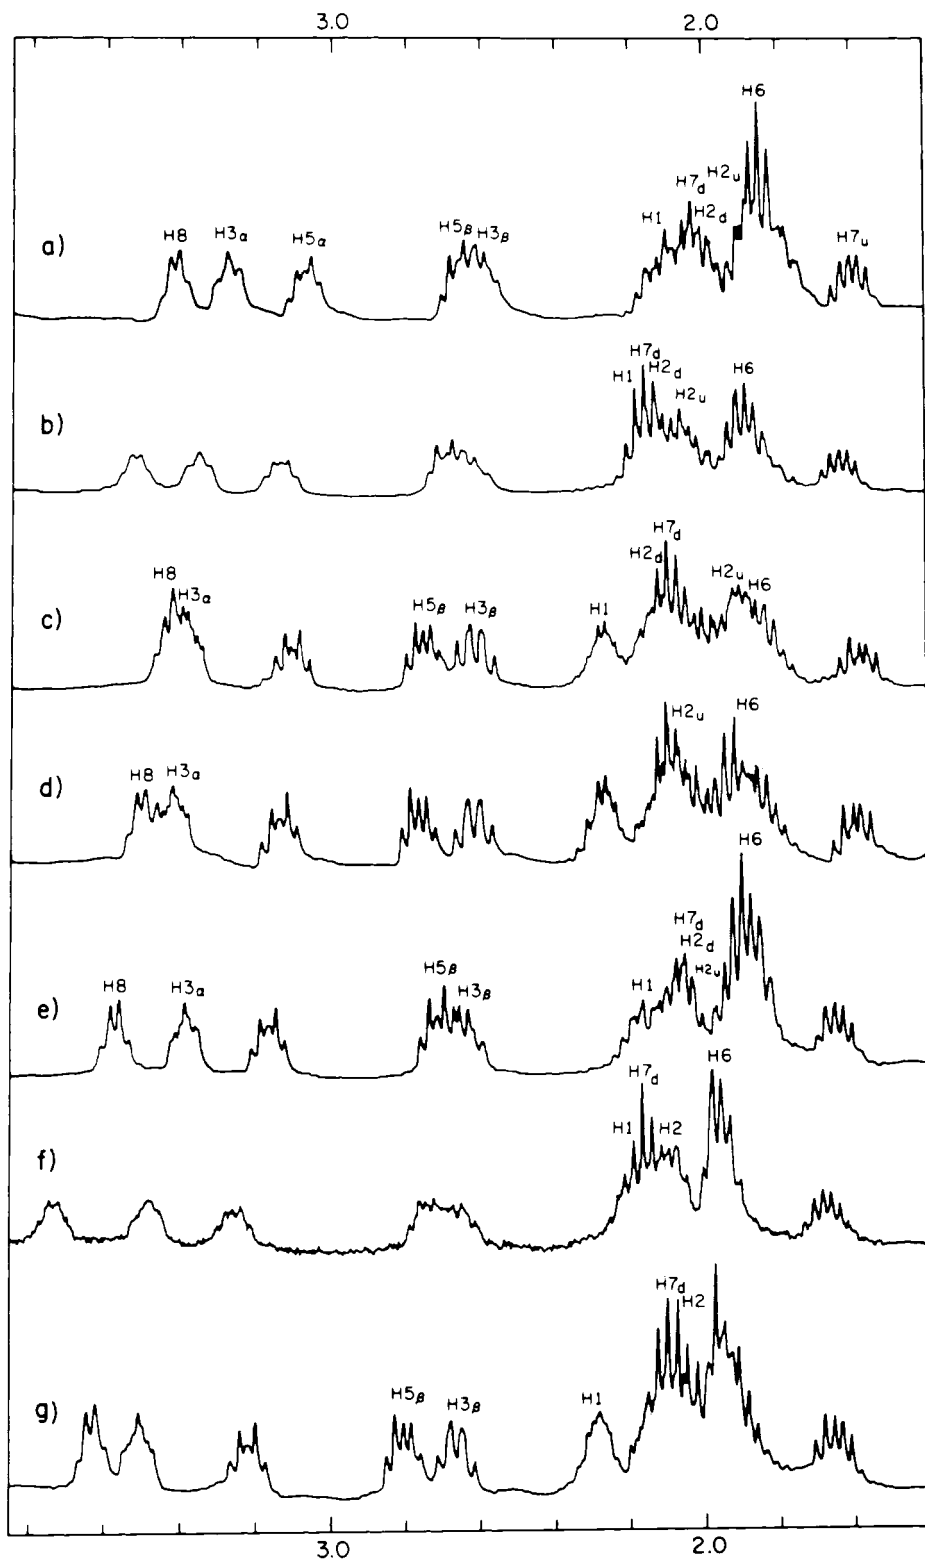 3.0 2.0
a) H8 H3α H5α H5β H3β H1 H7d H2d H2u H6 H7u
b) H1 H7d H2d H2u H6
c) H8 H3α H5β H3β H1 H2d H7d H2u H6
d) H8 H3α H2u H6
e) H8 H3α H5β H3β H1 H7d H2d H2u H6
f) H1 H7d H2 H6
g) H5β H3β H1 H7d H2
3.0 2.0